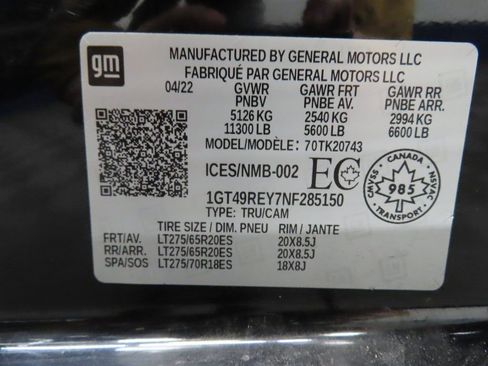 gm
MANUFACTURED BY GENERAL MOTORS LLC
FABRIQUÉ PAR GENERAL MOTORS LLC
04/22 GVWR GAWR FRT GAWR RR
PNBV PNBE AV. PNBE ARR.
5126 KG 2540 KG 2994 KG
11300 LB 5600 LB 6600 LB
MODEL/MODÈLE: 70TK20743
ICES/NMB-002 EC
CANADA
CMVSS 985 NSVAC
TRANSPORT
1GT49REY7NF285150
TYPE: TRU/CAM
TIRE SIZE / DIM. PNEU RIM / JANTE
FRT/AV. LT275/65R20ES 20X8.5J
RR/ARR. LT275/65R20ES 20X8.5J
SPA/SOS LT275/70R18ES 18X8J